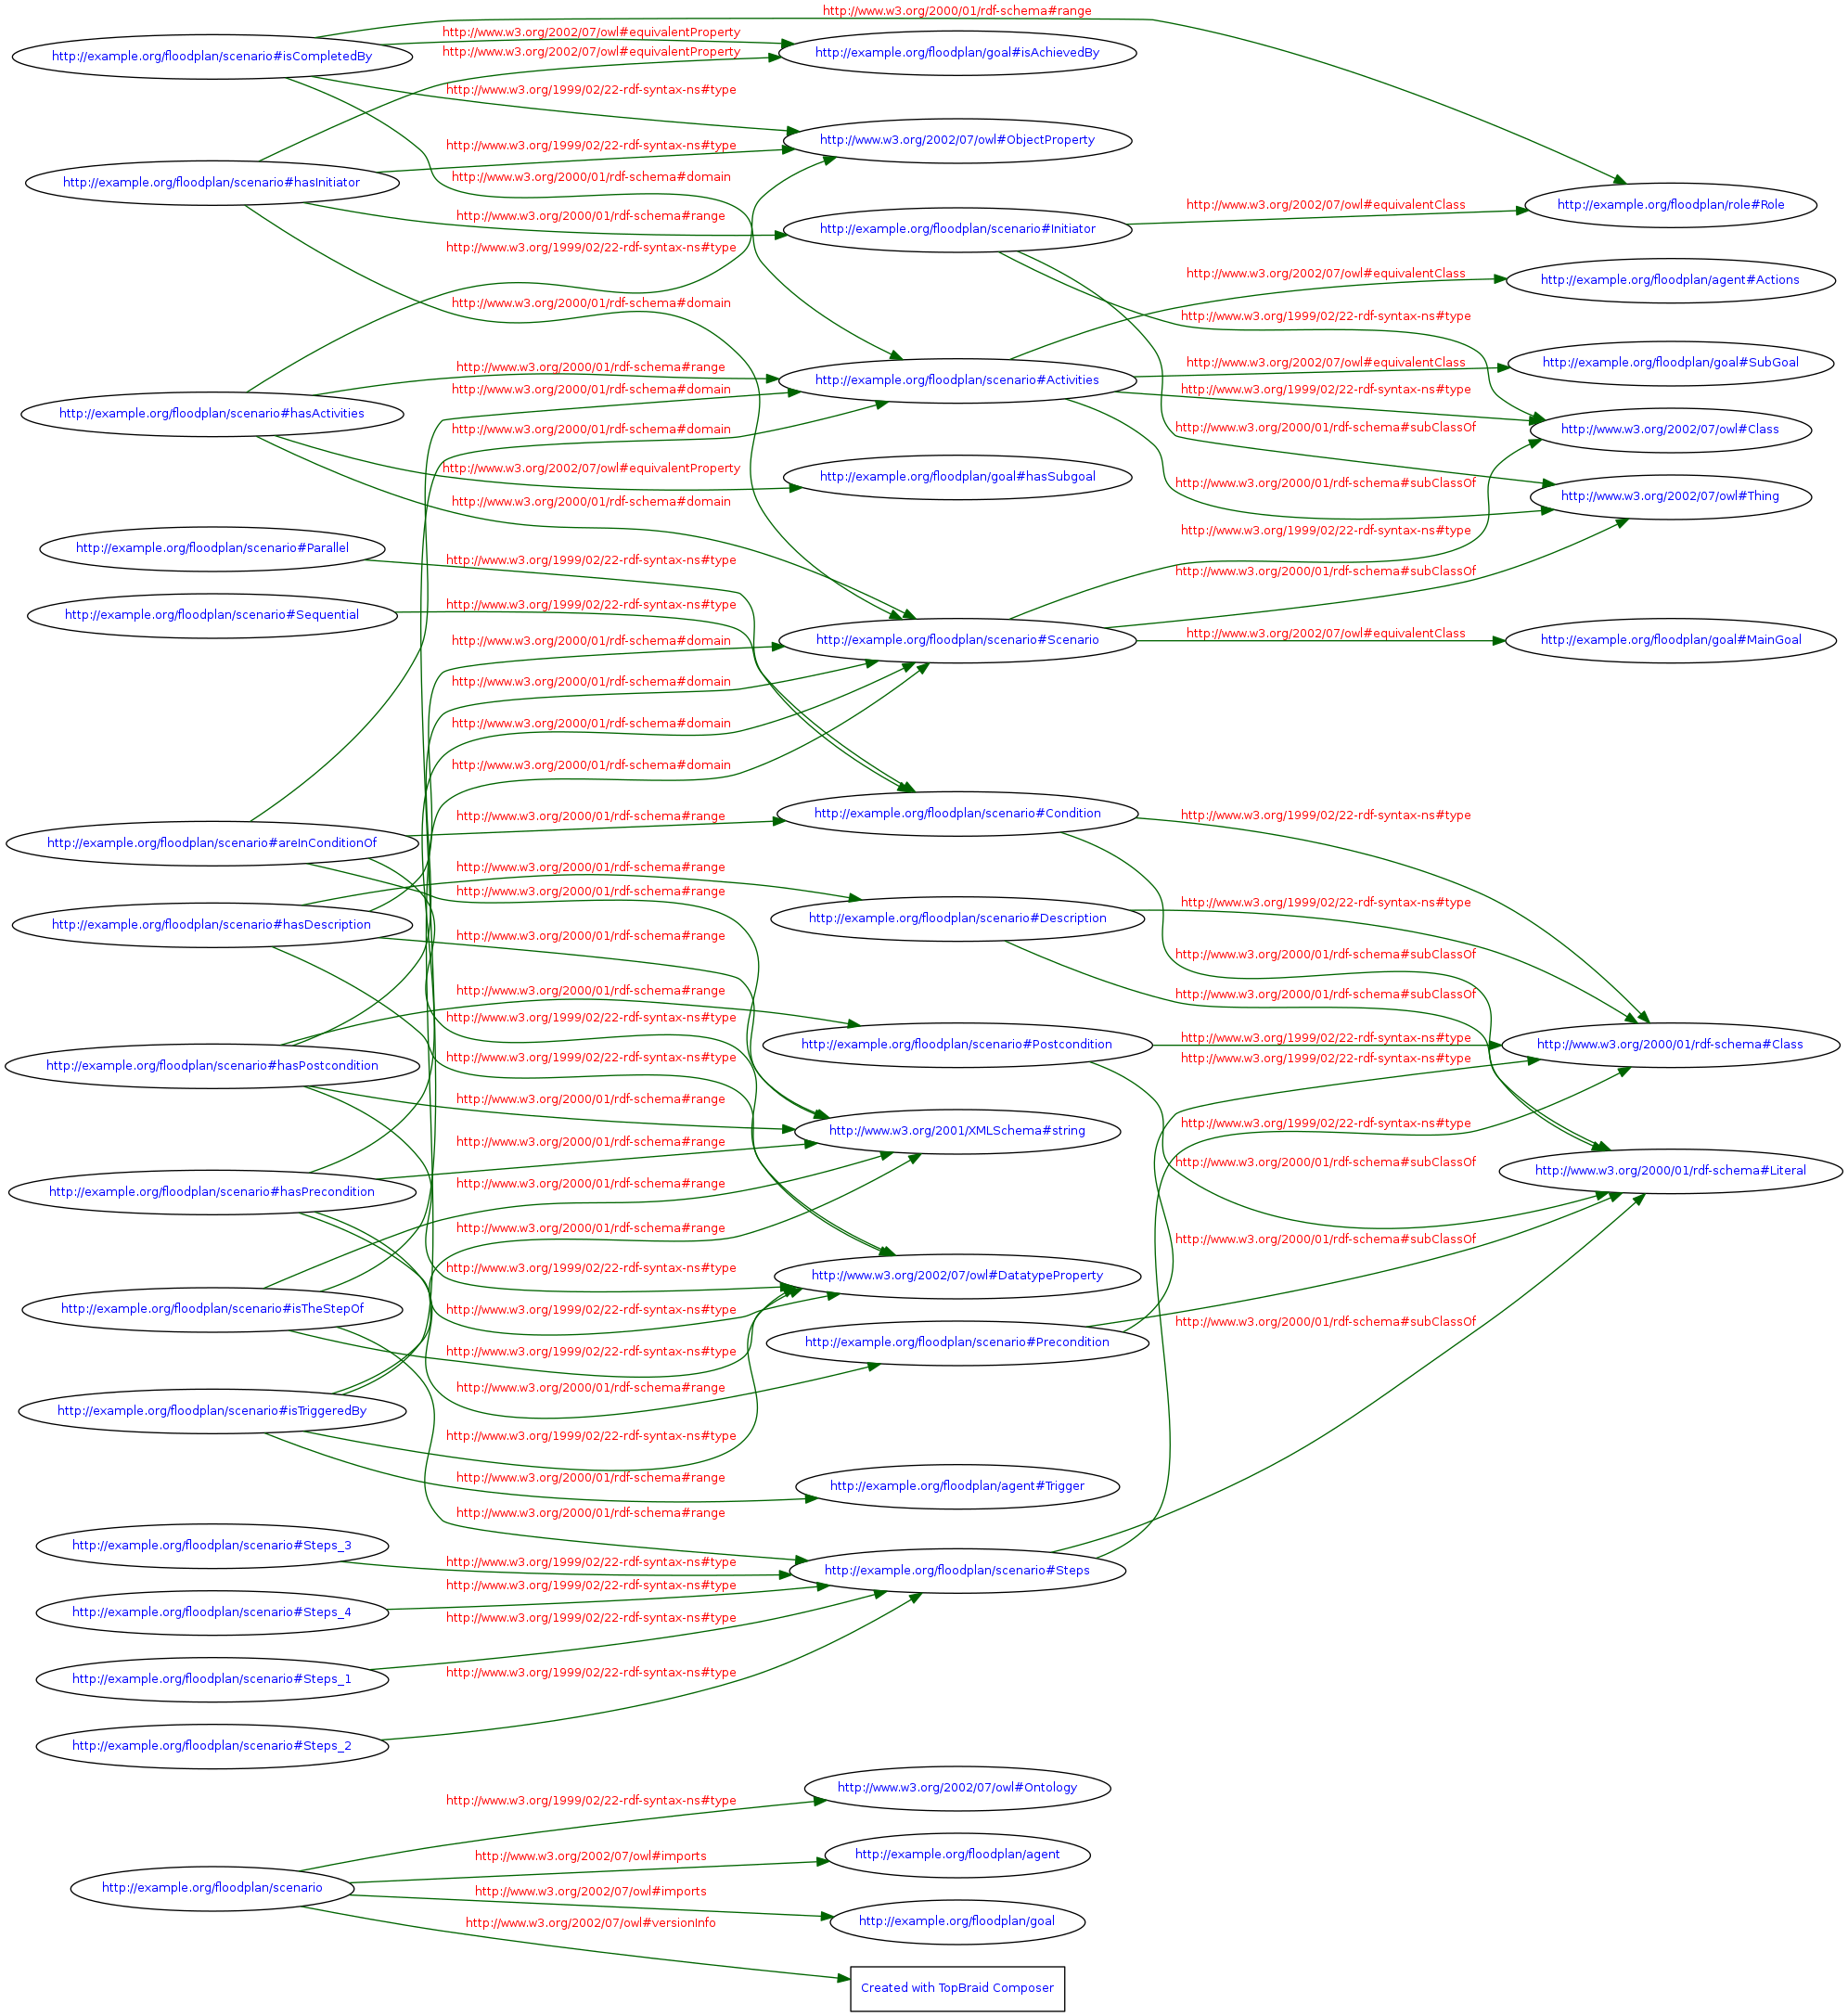 http://www.w3.org/2000/01/rdf-schema#range
http://www.w3.org/2002/07/owl#equivalentProperty
http://example.org/floodplan/scenario#isCompletedBy
http://example.org/floodplan/goal#isAchievedBy
http://www.w3.org/2002/07/owl#equivalentProperty
http://www.w3.org/1999/02/22-rdf-syntax-ns#type
http://www.w3.org/2002/07/owl#ObjectProperty
http://www.w3.org/1999/02/22-rdf-syntax-ns#type
http://www.w3.org/2000/01/rdf-schema#domain
http://example.org/floodplan/scenario#hasInitiator
http://www.w3.org/2002/07/owl#equivalentClass
http://example.org/floodplan/role#Role
http://www.w3.org/2000/01/rdf-schema#range
http://example.org/floodplan/scenario#Initiator
http://www.w3.org/1999/02/22-rdf-syntax-ns#type
http://www.w3.org/2002/07/owl#equivalentClass
http://example.org/floodplan/agent#Actions
http://www.w3.org/2000/01/rdf-schema#domain
http://www.w3.org/1999/02/22-rdf-syntax-ns#type
http://www.w3.org/2000/01/rdf-schema#range
http://www.w3.org/2002/07/owl#equivalentClass
http://example.org/floodplan/goal#SubGoal
http://example.org/floodplan/scenario#Activities
http://www.w3.org/2000/01/rdf-schema#domain
http://www.w3.org/1999/02/22-rdf-syntax-ns#type
http://example.org/floodplan/scenario#hasActivities
http://www.w3.org/2000/01/rdf-schema#domain
http://www.w3.org/2000/01/rdf-schema#subClassOf
http://www.w3.org/2002/07/owl#Class
http://www.w3.org/2002/07/owl#equivalentProperty
http://example.org/floodplan/goal#hasSubgoal
http://www.w3.org/2000/01/rdf-schema#subClassOf
http://www.w3.org/2002/07/owl#Thing
http://www.w3.org/2000/01/rdf-schema#domain
http://www.w3.org/1999/02/22-rdf-syntax-ns#type
http://example.org/floodplan/scenario#Parallel
http://www.w3.org/1999/02/22-rdf-syntax-ns#type
http://www.w3.org/2000/01/rdf-schema#subClassOf
http://www.w3.org/1999/02/22-rdf-syntax-ns#type
http://example.org/floodplan/scenario#Sequential
http://www.w3.org/2000/01/rdf-schema#domain
http://example.org/floodplan/scenario#Scenario
http://www.w3.org/2002/07/owl#equivalentClass
http://example.org/floodplan/goal#MainGoal
http://www.w3.org/2000/01/rdf-schema#domain
http://www.w3.org/2000/01/rdf-schema#domain
http://www.w3.org/2000/01/rdf-schema#domain
http://www.w3.org/2000/01/rdf-schema#range
http://example.org/floodplan/scenario#Condition
http://www.w3.org/1999/02/22-rdf-syntax-ns#type
http://example.org/floodplan/scenario#areInConditionOf
http://www.w3.org/2000/01/rdf-schema#range
http://www.w3.org/2000/01/rdf-schema#range
http://www.w3.org/1999/02/22-rdf-syntax-ns#type
http://example.org/floodplan/scenario#Description
http://example.org/floodplan/scenario#hasDescription
http://www.w3.org/2000/01/rdf-schema#range
http://www.w3.org/2000/01/rdf-schema#subClassOf
http://www.w3.org/2000/01/rdf-schema#range
http://www.w3.org/2000/01/rdf-schema#subClassOf
http://www.w3.org/1999/02/22-rdf-syntax-ns#type
http://www.w3.org/1999/02/22-rdf-syntax-ns#type
http://example.org/floodplan/scenario#Postcondition
http://www.w3.org/2000/01/rdf-schema#Class
http://www.w3.org/1999/02/22-rdf-syntax-ns#type
http://www.w3.org/1999/02/22-rdf-syntax-ns#type
http://example.org/floodplan/scenario#hasPostcondition
http://www.w3.org/2000/01/rdf-schema#range
http://www.w3.org/1999/02/22-rdf-syntax-ns#type
http://www.w3.org/2001/XMLSchema#string
http://www.w3.org/2000/01/rdf-schema#range
http://www.w3.org/2000/01/rdf-schema#subClassOf
http://www.w3.org/2000/01/rdf-schema#Literal
http://www.w3.org/2000/01/rdf-schema#range
http://example.org/floodplan/scenario#hasPrecondition
http://www.w3.org/2000/01/rdf-schema#range
http://www.w3.org/2000/01/rdf-schema#subClassOf
http://www.w3.org/1999/02/22-rdf-syntax-ns#type
http://www.w3.org/2002/07/owl#DatatypeProperty
http://example.org/floodplan/scenario#isTheStepOf
http://www.w3.org/1999/02/22-rdf-syntax-ns#type
http://www.w3.org/2000/01/rdf-schema#subClassOf
http://example.org/floodplan/scenario#Precondition
http://www.w3.org/1999/02/22-rdf-syntax-ns#type
http://www.w3.org/2000/01/rdf-schema#range
http://example.org/floodplan/scenario#isTriggeredBy
http://www.w3.org/1999/02/22-rdf-syntax-ns#type
http://www.w3.org/2000/01/rdf-schema#range
http://example.org/floodplan/agent#Trigger
http://www.w3.org/2000/01/rdf-schema#range
http://example.org/floodplan/scenario#Steps_3
http://www.w3.org/1999/02/22-rdf-syntax-ns#type
http://example.org/floodplan/scenario#Steps
http://www.w3.org/1999/02/22-rdf-syntax-ns#type
http://example.org/floodplan/scenario#Steps_4
http://www.w3.org/1999/02/22-rdf-syntax-ns#type
http://example.org/floodplan/scenario#Steps_1
http://www.w3.org/1999/02/22-rdf-syntax-ns#type
http://example.org/floodplan/scenario#Steps_2
http://www.w3.org/2002/07/owl#Ontology
http://www.w3.org/1999/02/22-rdf-syntax-ns#type
http://www.w3.org/2002/07/owl#imports
http://example.org/floodplan/agent
http://example.org/floodplan/scenario
http://www.w3.org/2002/07/owl#imports
http://www.w3.org/2002/07/owl#versionInfo
http://example.org/floodplan/goal
Created with TopBraid Composer